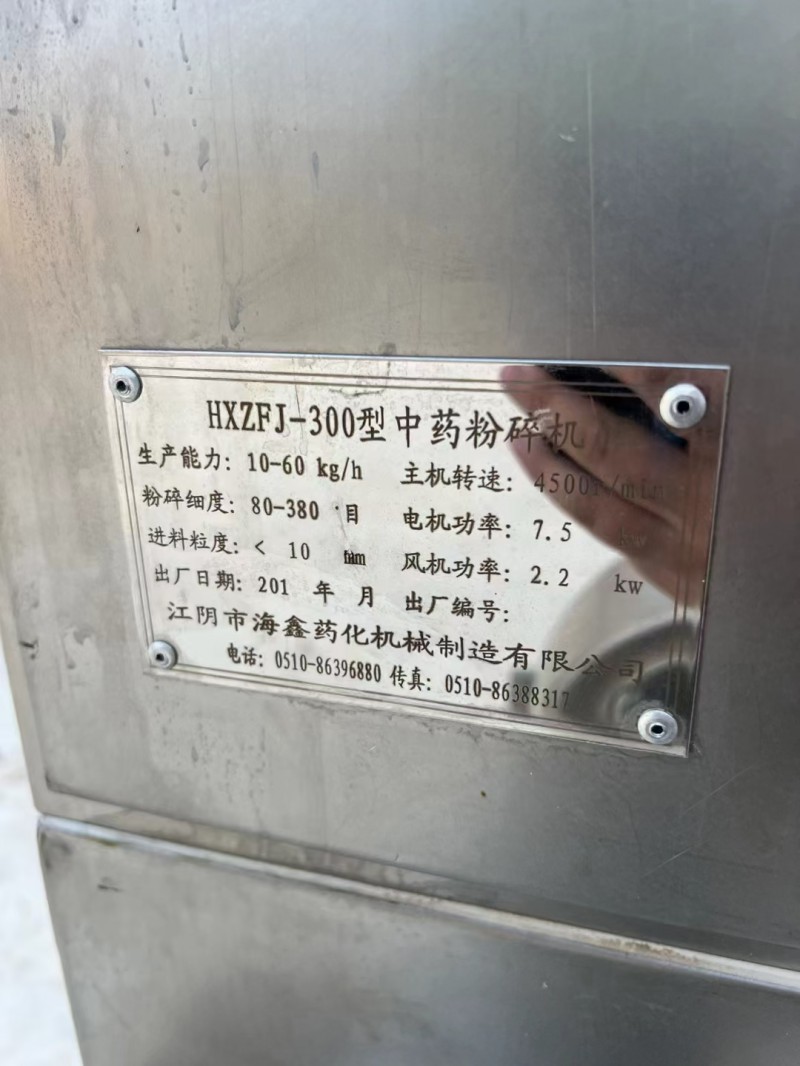 HXZFJ-300型中药粉碎机
生产能力: 10-60 kg/h 主机转速: 4500r/min
粉碎细度: 80-380 目 电机功率: 7.5 kw
进料粒度: < 10 mm 风机功率: 2.2 kw
出厂日期: 201 年 月 出厂编号:
江阴市海鑫药化机械制造有限公司
电话: 0510-86396880 传真: 0510-86388317